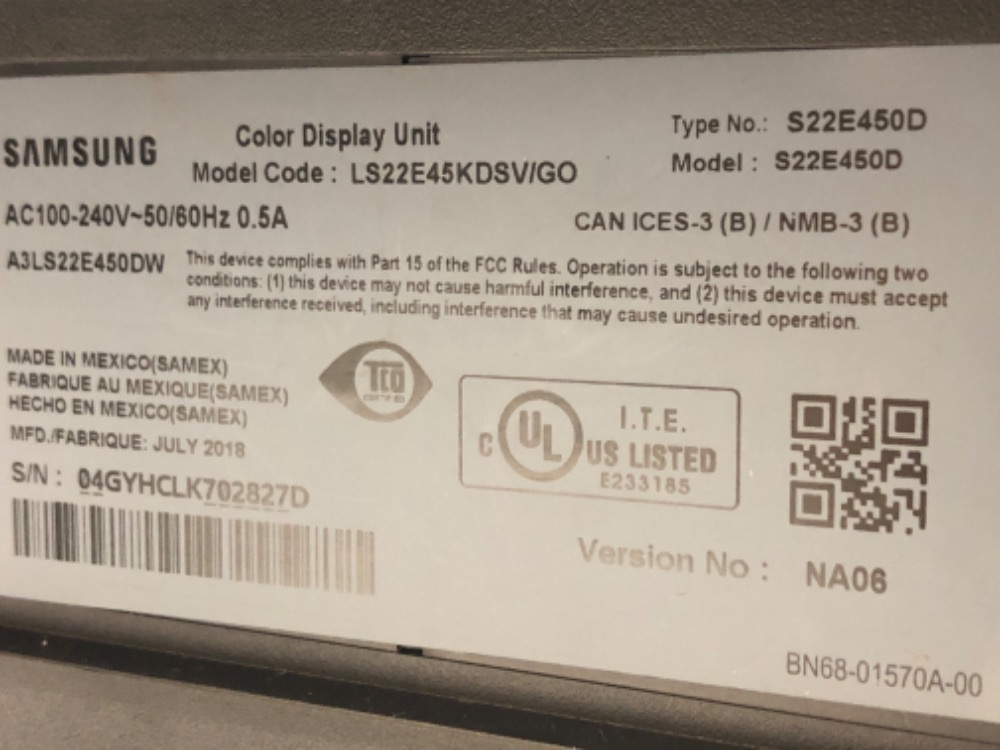 SAMSUNG
Color Display Unit
Model Code : LS22E45KDSV/GO
Type No.: S22E450D
Model : S22E450D
AC100-240V~50/60Hz 0.5A
CAN ICES-3 (B) / NMB-3 (B)
A3LS22E450DW
This device complies with Part 15 of the FCC Rules. Operation is subject to the following two
conditions: (1) this device may not cause harmful interference, and (2) this device must accept
any interference received, including interference that may cause undesired operation.
MADE IN MEXICO(SAMEX)
FABRIQUE AU MEXIQUE(SAMEX)
HECHO EN MEXICO(SAMEX)
MFD./FABRIQUE: JULY 2018
S/N : 04GYHCLK702827D
TCO
CERTIFIED
C UL US LISTED
I.T.E.
E233185
Version No : NA06
BN68-01570A-00